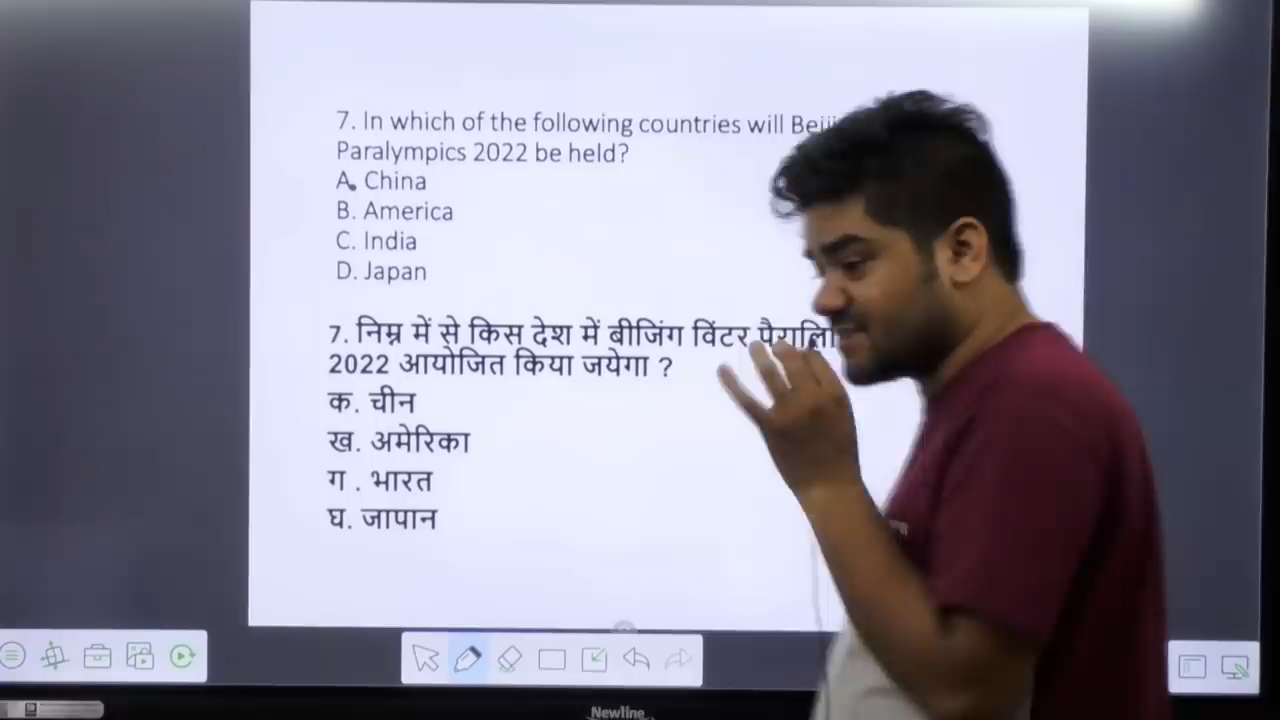 7. In which of the following countries will
Paralympics 2022 be held?
A. China
B. America
C. India
D. Japan
7. निम्न में से किस देश में बीजिंग विंटर
2022 आयोजित किया जयेगा ?
क. चीन
ख. अमेरिका
ग . भारत
घ. जापान
Newline